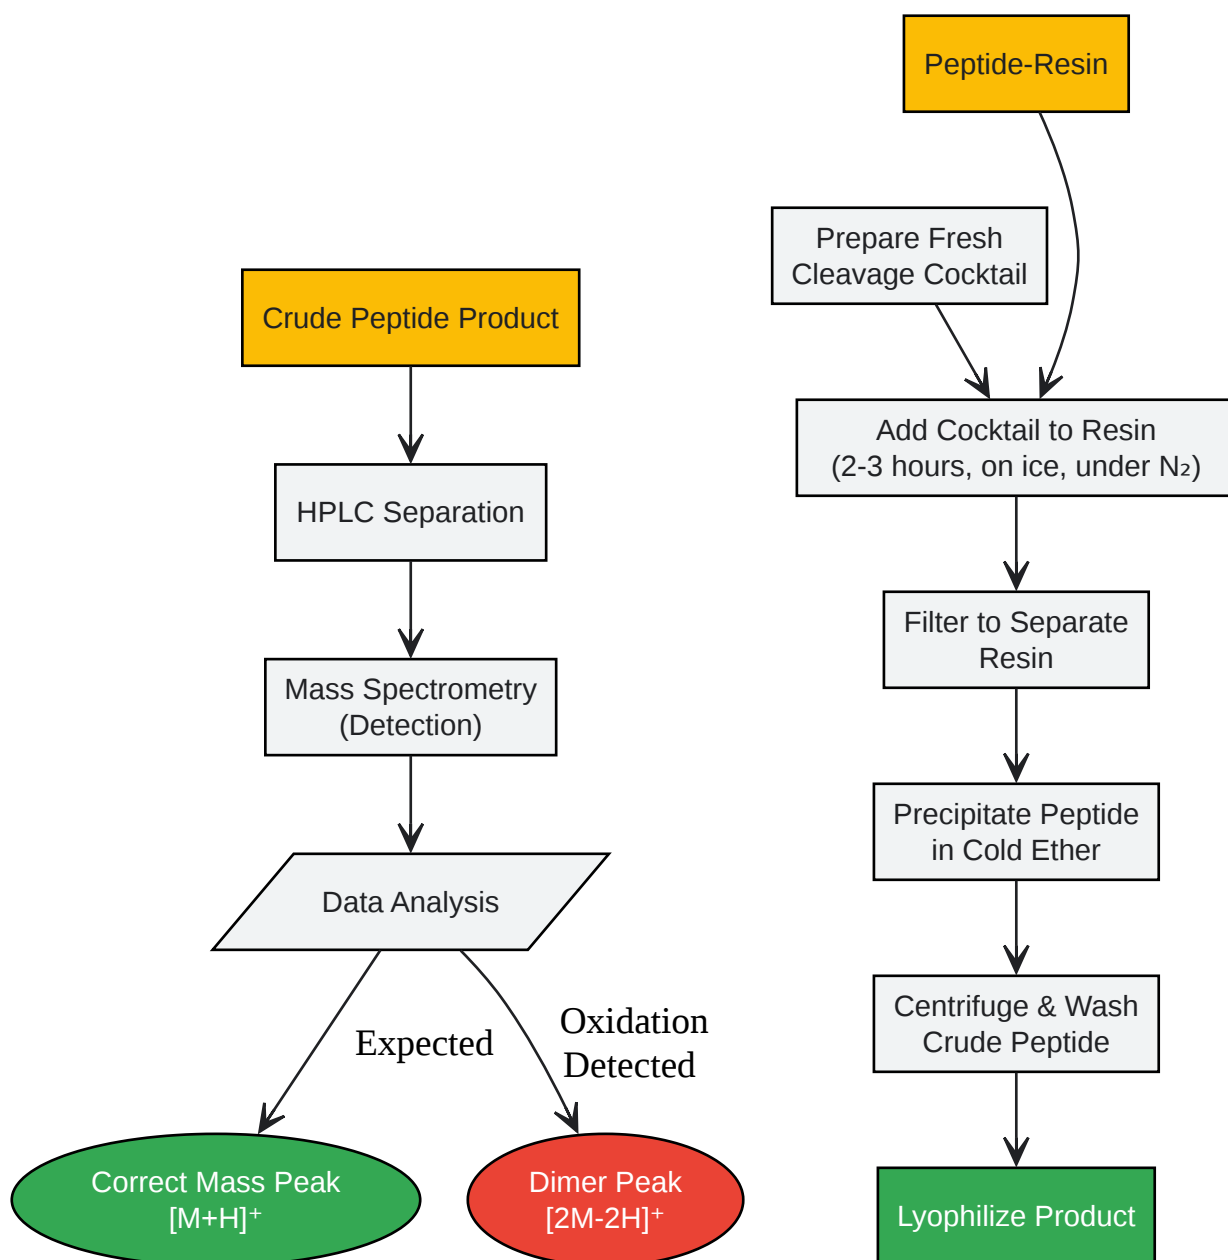 Crude Peptide Product
HPLC Separation
Mass Spectrometry
(Detection)
Data Analysis
Expected
Oxidation
Detected
Correct Mass Peak
[M+H]⁺
Dimer Peak
[2M-2H]⁺
Peptide-Resin
Prepare Fresh
Cleavage Cocktail
Add Cocktail to Resin
(2-3 hours, on ice, under N₂)
Filter to Separate
Resin
Precipitate Peptide
in Cold Ether
Centrifuge & Wash
Crude Peptide
Lyophilize Product